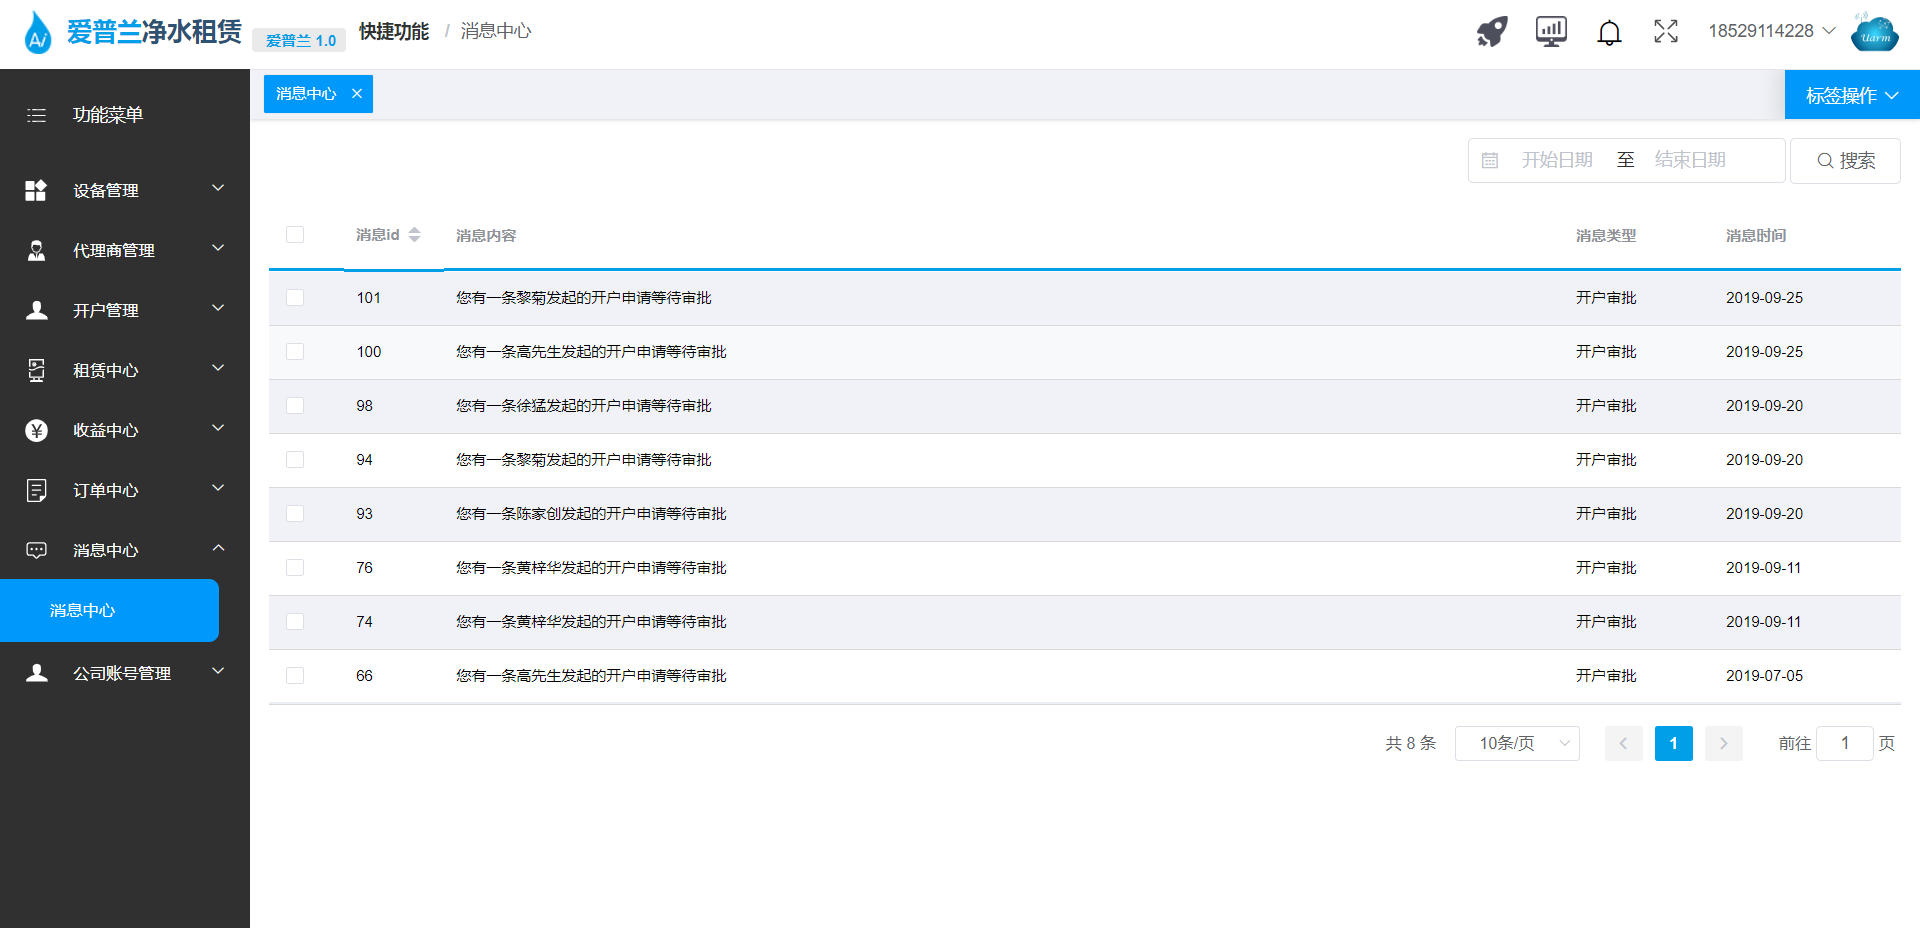 爱普兰净水租赁 爱普兰 1.0 快捷功能 / 消息中心 18529114228
消息中心 标签操作
功能菜单
设备管理
代理商管理
开户管理
租赁中心
收益中心
订单中心
消息中心
消息中心
公司账号管理
开始日期 至 结束日期 搜索
消息id 消息内容 消息类型 消息时间
101 您有一条黎菊发起的开户申请等待审批 开户审批 2019-09-25
100 您有一条高先生发起的开户申请等待审批 开户审批 2019-09-25
98 您有一条徐猛发起的开户申请等待审批 开户审批 2019-09-20
94 您有一条黎菊发起的开户申请等待审批 开户审批 2019-09-20
93 您有一条陈家创发起的开户申请等待审批 开户审批 2019-09-20
76 您有一条黄梓华发起的开户申请等待审批 开户审批 2019-09-11
74 您有一条黄梓华发起的开户申请等待审批 开户审批 2019-09-11
66 您有一条高先生发起的开户申请等待审批 开户审批 2019-07-05
共 8 条 10条/页 1 前往 1 页
Ai
Uarm